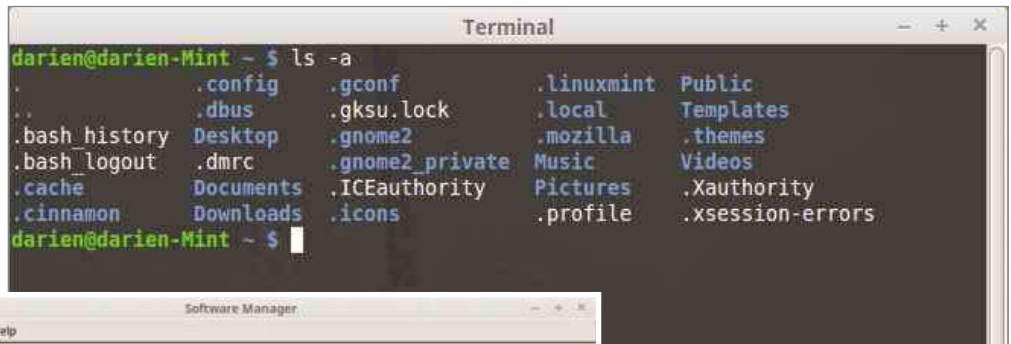 Terminal
darien@darien-Mint ~ $ ls -a
. .config .gconf .linuxmint Public
.. .dbus .gksu.lock .local Templates
.bash_history Desktop .gnome2 .mozilla .themes
.bash_logout .dmrc .gnome2_private Music Videos
.cache Documents .ICEauthority Pictures .Xauthority
.cinnamon Downloads .icons .profile .xsession-errors
darien@darien-Mint ~ $
Software Manager
elp